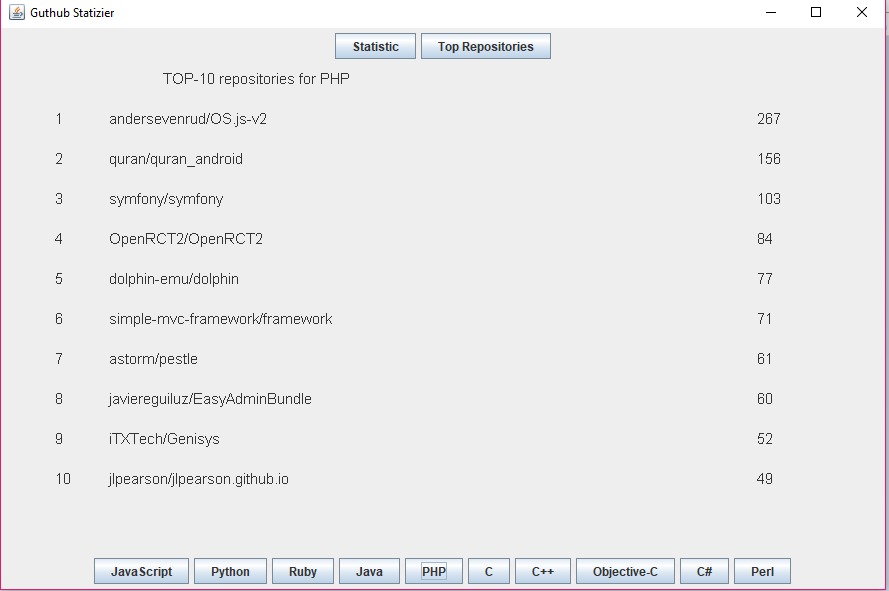 Guthub Statizier
Statistic Top Repositories
TOP-10 repositories for PHP
1 andersevenrud/OS.js-v2 267
2 quran/quran_android 156
3 symfony/symfony 103
4 OpenRCT2/OpenRCT2 84
5 dolphin-emu/dolphin 77
6 simple-mvc-framework/framework 71
7 astorm/pestle 61
8 javiereguiluz/EasyAdminBundle 60
9 iTXTech/Genisys 52
10 jlpearson/jlpearson.github.io 49
JavaScript Python Ruby Java PHP C C++ Objective-C C# Perl